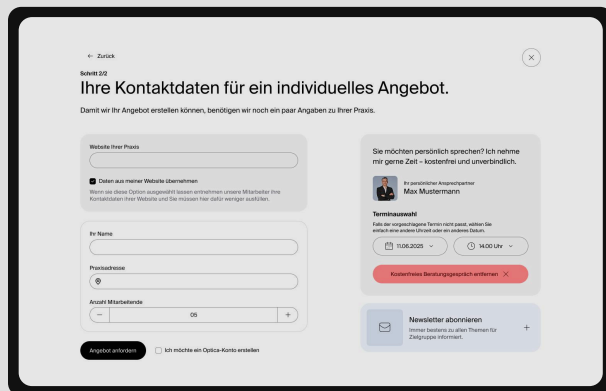 ← Zurück
Schritt 2/2
Ihre Kontaktdaten für ein individuelles Angebot.
Damit wir Ihr Angebot erstellen können, benötigen wir noch ein paar Angaben zu Ihrer Praxis.
Website Ihrer Praxis
Daten aus meiner Website übernehmen
Wenn sie diese Option ausgewählt lassen entnehmen unsere Mitarbeiter ihre
Kontaktdaten ihrer Website und Sie müssen hier dafür weniger ausfüllen.
Ihr Name
Praxisadresse
Anzahl Mitarbeitende
− 05 +
Angebot anfordern
Ich möchte ein Optica-Konto erstellen
Sie möchten persönlich sprechen? Ich nehme
mir gerne Zeit – kostenfrei und unverbindlich.
Ihr persönlicher Ansprechpartner
Max Mustermann
Terminauswahl
Falls der vorgeschlagene Termin nicht passt, wählen Sie
einfach eine andere Uhrzeit oder ein anderes Datum.
11.06.2025
14.00 Uhr
Kostenfreies Beratungsgespräch entfernen ×
Newsletter abonnieren
Immer bestens zu allen Themen für
Zielgruppe informiert.